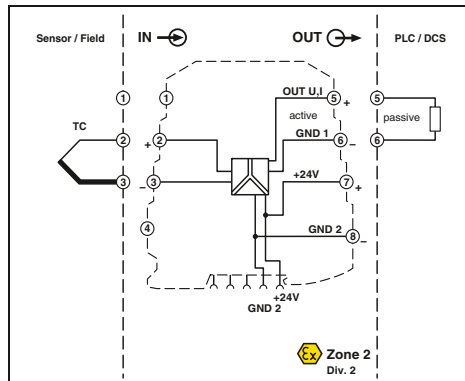 Sensor / Field
IN
OUT
PLC / DCS
OUT U,I
1
1
5
+
5
TC
active
passive
2
+
2
GND 1
6
–
6
3
–
3
+24V
7
+
4
GND 2
8
–
+24V
GND 2
Ex
Zone 2
Div. 2